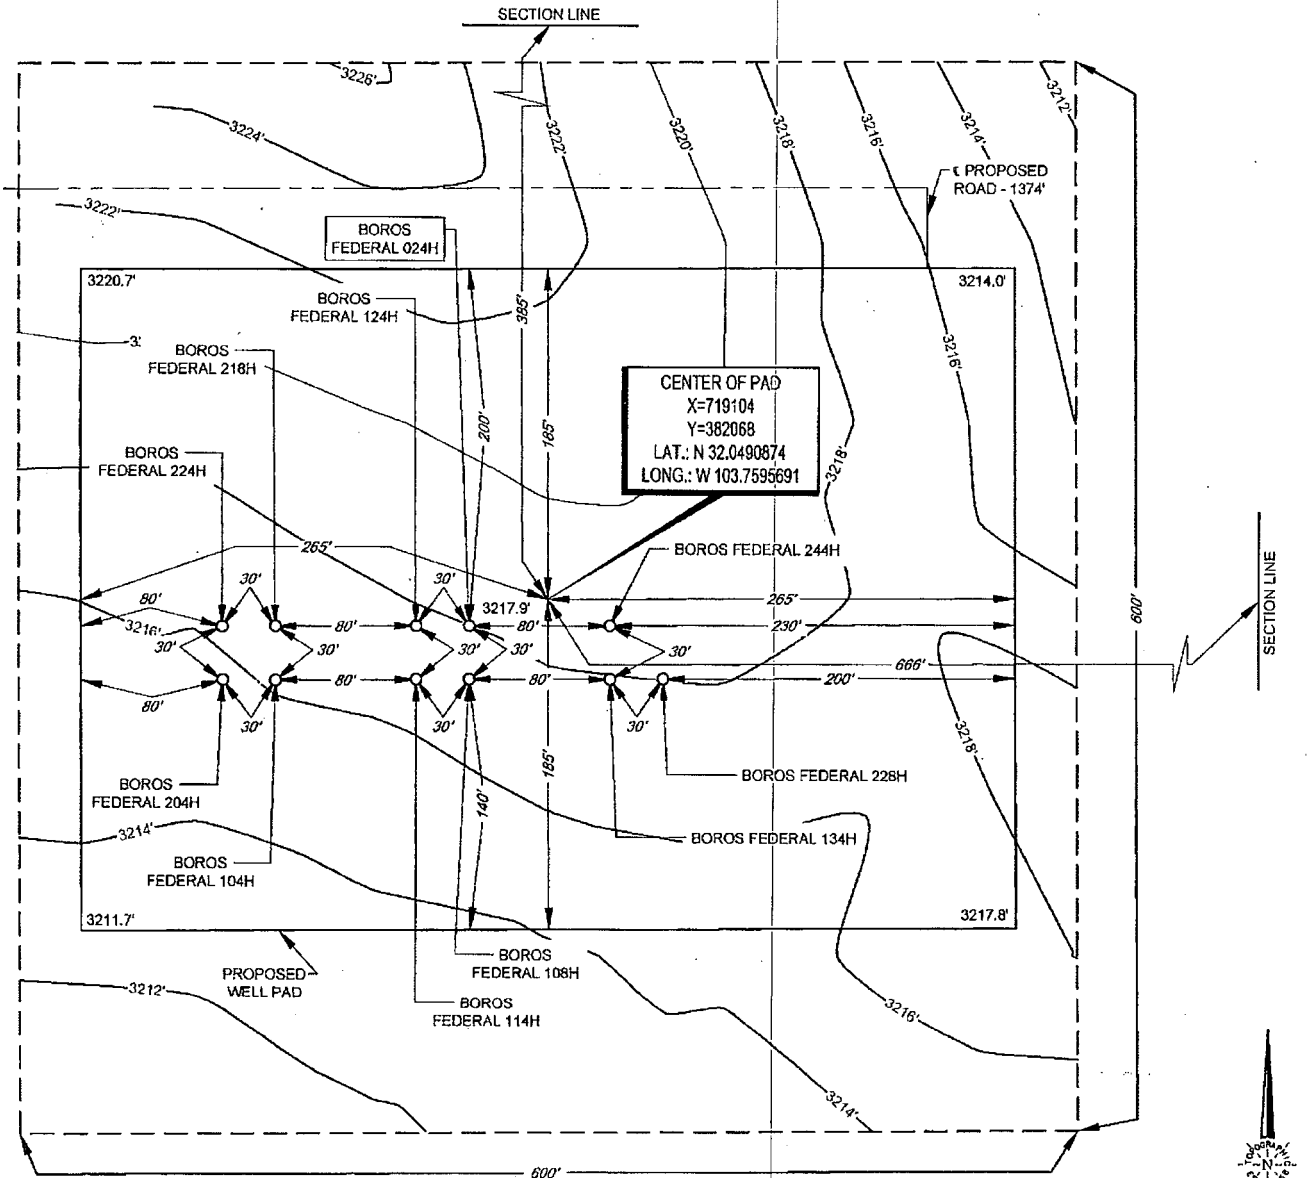 SECTION LINE
3226'
3224'
3222'
3220'
3218'
3216'
3214'
3212'
PROPOSED
ROAD - 1374'
3222'
BOROS
FEDERAL 024H
3220.7'
3214.0'
BOROS
FEDERAL 124H
385'
3'
BOROS
FEDERAL 218H
3216'
CENTER OF PAD
X=719104
Y=382068
LAT.: N 32.0490874
LONG.: W 103.7595691
200'
185'
BOROS
FEDERAL 224H
3218'
265'
BOROS FEDERAL 244H
30'
30'
80'
3217.9'
265'
600'
SECTION LINE
3216'
80'
80'
230'
30'
30'
30'
30'
30'
666'
80'
80'
80'
200'
30'
30'
30'
3218'
185'
140'
BOROS FEDERAL 228H
BOROS
FEDERAL 204H
3214'
BOROS FEDERAL 134H
BOROS
FEDERAL 104H
3211.7'
3217.8'
PROPOSED
WELL PAD
BOROS
FEDERAL 108H
3212'
BOROS
FEDERAL 114H
3216'
3214'
600'
TOPOGRAPHIC
N